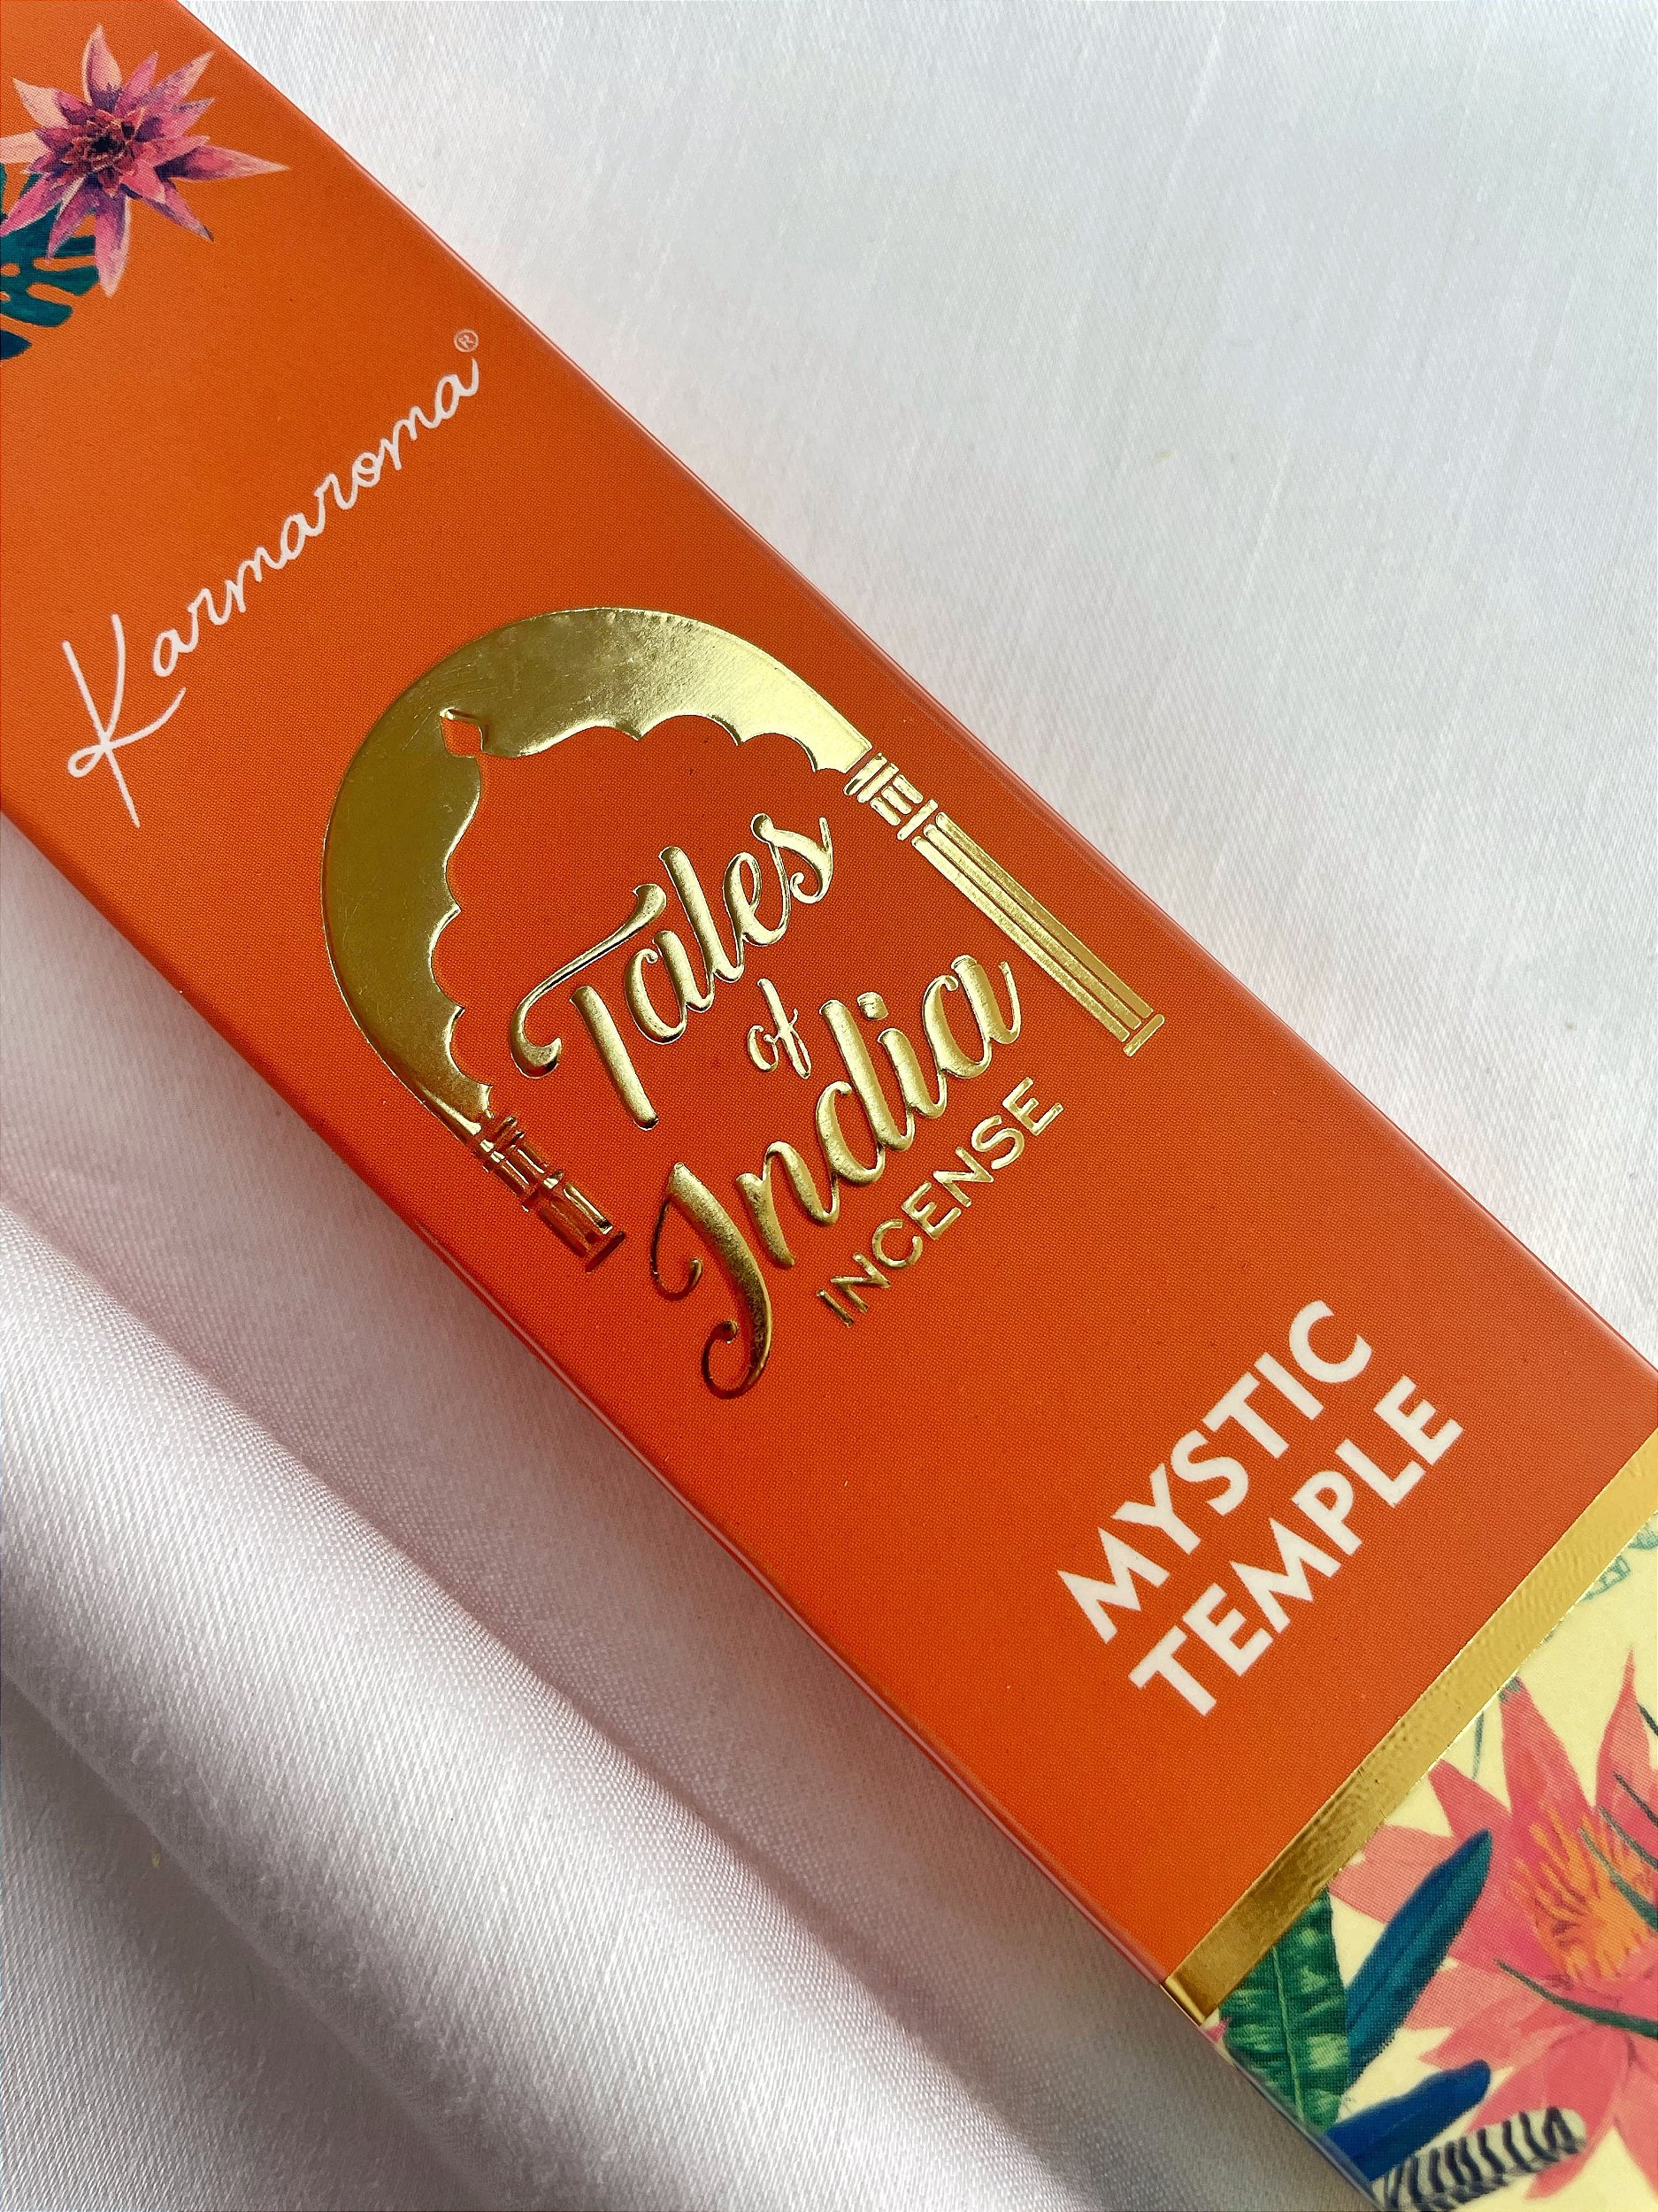 Karmaroma®
Tales
of
India
INCENSE
MYSTIC
TEMPLE